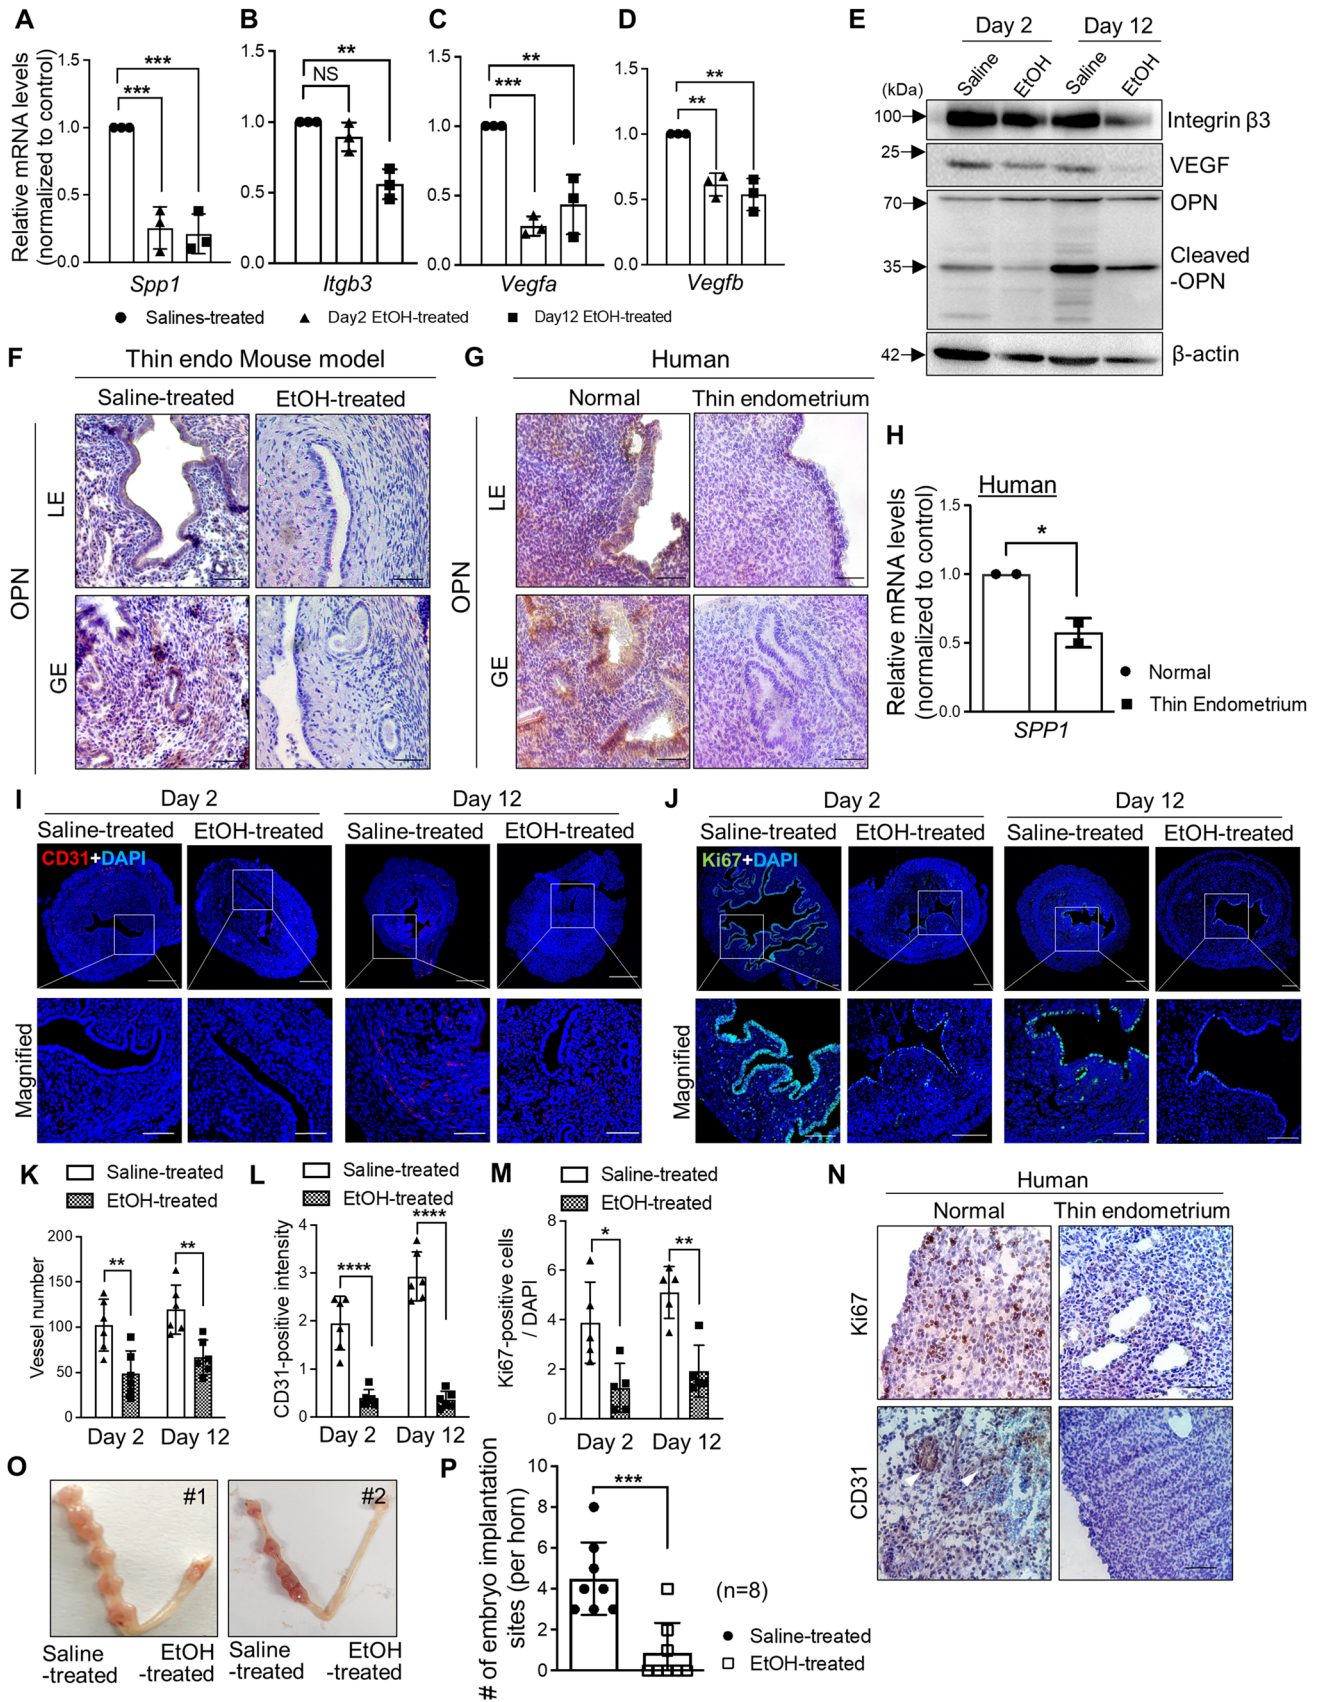 A
B
C
D
E
Relative mRNA levels
(normalized to control)
1.5
1.0
0.5
0.0
***
***
Spp1
1.5
1.0
0.5
0.0
**
NS
Itgb3
1.5
1.0
0.5
0.0
**
***
Vegfa
1.5
1.0
0.5
0.0
**
**
Vegfb
Salines-treated
Day2 EtOH-treated
Day12 EtOH-treated
Day 2
Day 12
Saline
EtOH
Saline
EtOH
(kDa)
100
Integrin β3
25
VEGF
70
OPN
35
Cleaved
-OPN
42
β-actin
F
Thin endo Mouse model
Saline-treated
EtOH-treated
OPN
LE
GE
G
Human
Normal
Thin endometrium
OPN
LE
GE
H
Human
Relative mRNA levels
(normalized to control)
1.5
1.0
0.5
0.0
*
SPP1
Normal
Thin Endometrium
I
Day 2
Day 12
Saline-treated
EtOH-treated
Saline-treated
EtOH-treated
CD31+DAPI
Magnified
J
Day 2
Day 12
Saline-treated
EtOH-treated
Saline-treated
EtOH-treated
Ki67+DAPI
Magnified
K
Saline-treated
EtOH-treated
Vessel number
200
150
100
50
0
**
**
Day 2
Day 12
L
Saline-treated
EtOH-treated
CD31-positive intensity
4
3
2
1
0
****
****
Day 2
Day 12
M
Saline-treated
EtOH-treated
Ki67-positive cells
/ DAPI
8
6
4
2
0
*
**
Day 2
Day 12
N
Human
Normal
Thin endometrium
Ki67
CD31
O
#1
#2
Saline
-treated
EtOH
-treated
Saline
-treated
EtOH
-treated
P
# of embryo implantation
sites (per horn)
10
8
6
4
2
0
***
(n=8)
Saline-treated
EtOH-treated